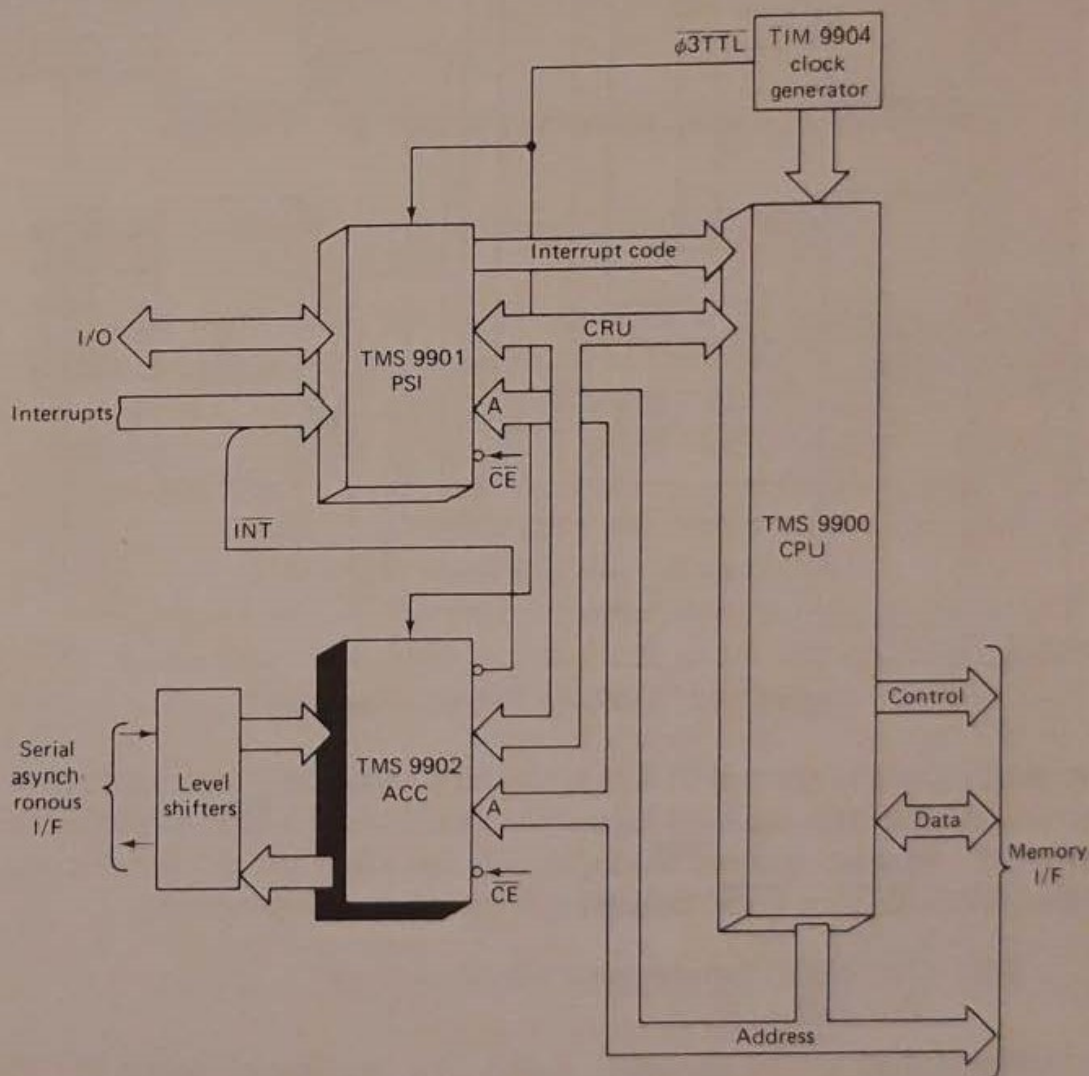 φ3TTL
TIM 9904
clock
generator
Interrupt code
I/O
CRU
TMS 9901
PSI
A
Interrupts
CE
INT
TMS 9900
CPU
Control
Serial
asynch-
ronous
I/F
Level
shifters
TMS 9902
ACC
A
Data
Memory
I/F
CE
Address